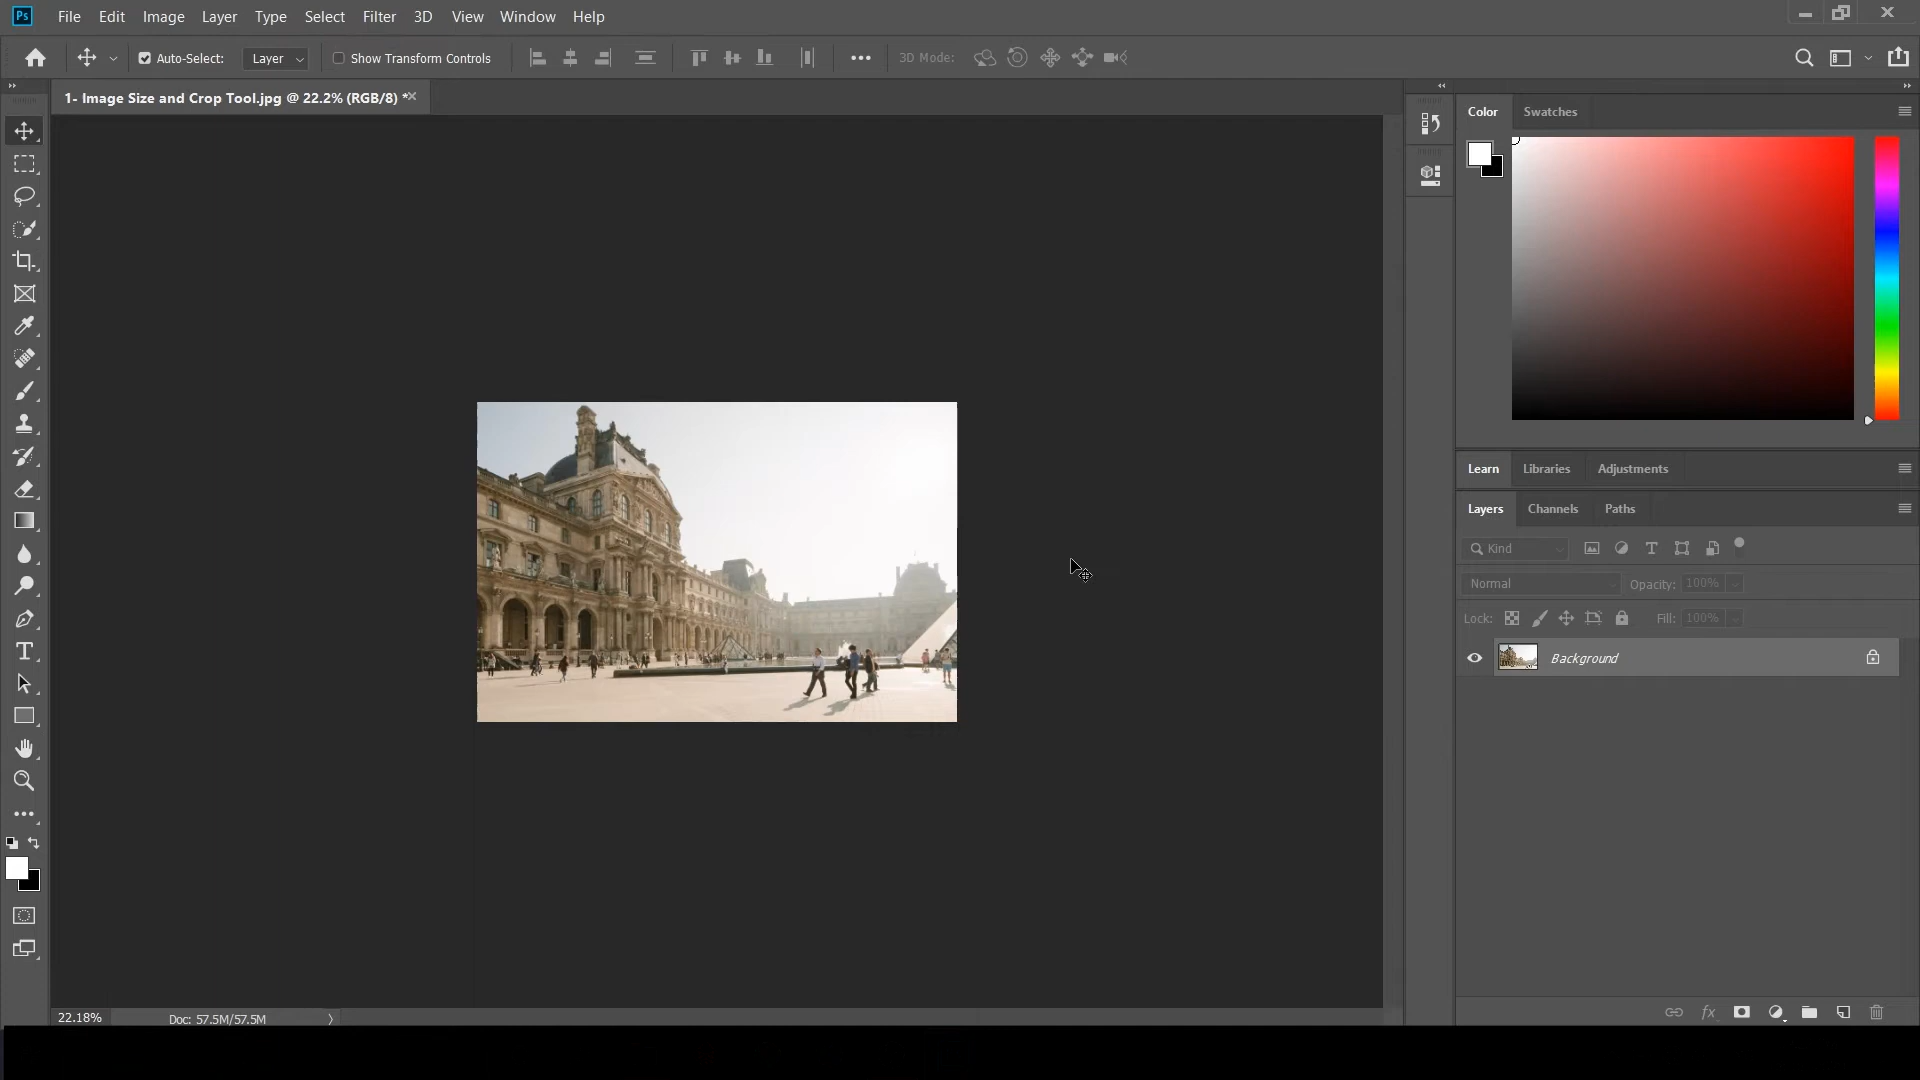 Ps File Edit Image Layer Type Select Filter 3D View Window Help
Auto-Select: Layer Show Transform Controls 3D Mode:
1- Image Size and Crop Tool.jpg @ 22.2% (RGB/8) *
Color Swatches
Learn Libraries Adjustments
Layers Channels Paths
Kind
Normal Opacity: 100%
Lock: Fill: 100%
Background
22.18% Doc: 57.5M/57.5M